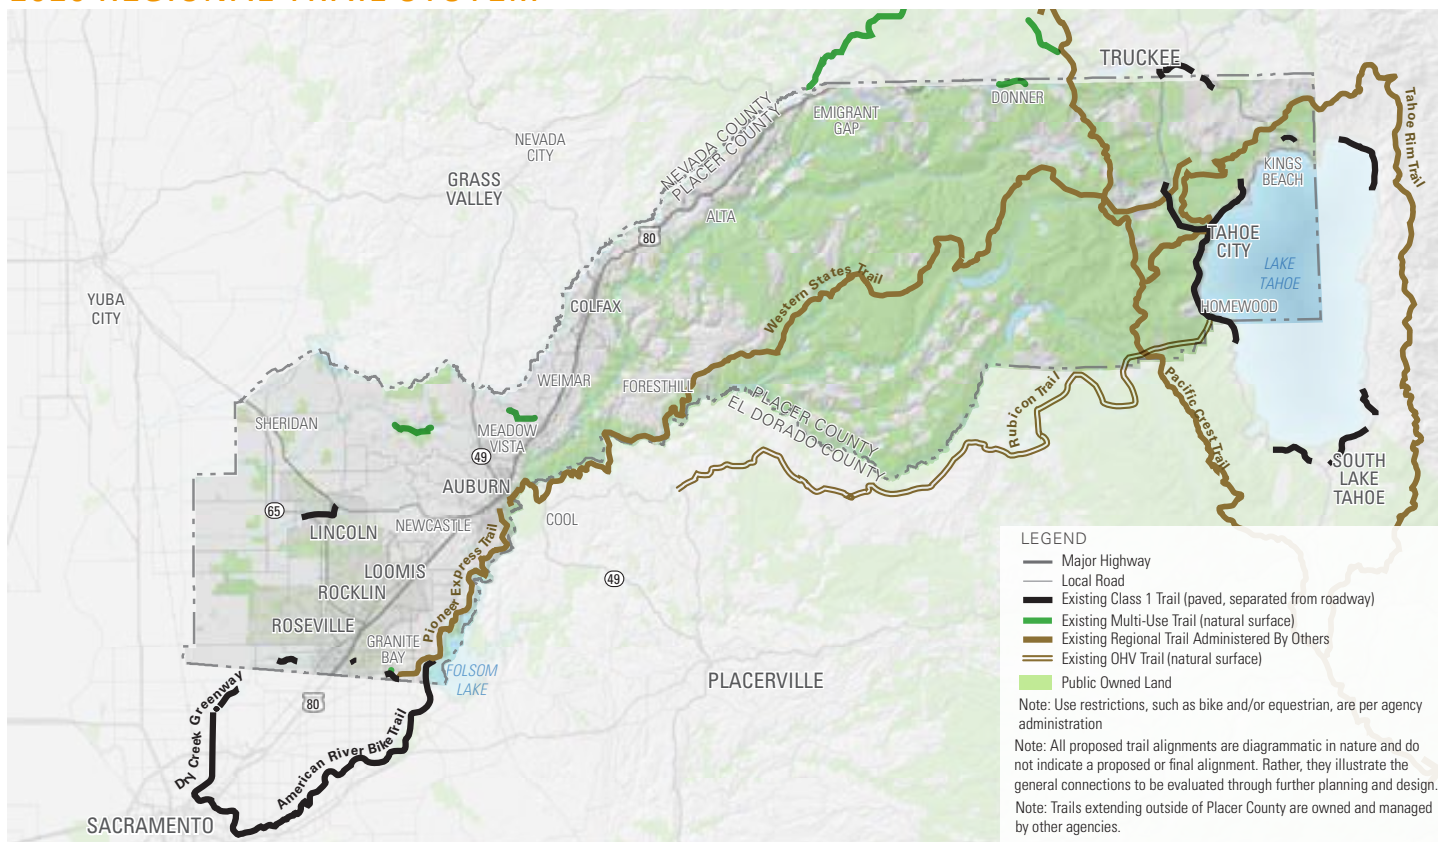 2020 REGIONAL TRAIL SYSTEM
TRUCKEE
DONNER
EMIGRANT
GAP
NEVADA COUNTY
PLACER COUNTY
NEVADA
CITY
GRASS
VALLEY
ALTA
80
KINGS
BEACH
Tahoe Rim Trail
TAHOE
CITY
LAKE
TAHOE
HOMEWOOD
Western States Trail
YUBA
CITY
COLFAX
WEIMAR
FORESTHILL
PLACER COUNTY
EL DORADO COUNTY
Rubicon Trail
Pacific Crest Trail
SHERIDAN
MEADOW
VISTA
49
AUBURN
SOUTH
LAKE
TAHOE
65
LINCOLN
NEWCASTLE
COOL
Pioneer Express Trail
LOOMIS
ROCKLIN
49
ROSEVILLE
GRANITE
BAY
FOLSOM
LAKE
PLACERVILLE
80
Dry Creek Greenway
American River Bike Trail
SACRAMENTO
LEGEND
Major Highway
Local Road
Existing Class 1 Trail (paved, separated from roadway)
Existing Multi-Use Trail (natural surface)
Existing Regional Trail Administered By Others
Existing OHV Trail (natural surface)
Public Owned Land
Note: Use restrictions, such as bike and/or equestrian, are per agency
administration
Note: All proposed trail alignments are diagrammatic in nature and do
not indicate a proposed or final alignment. Rather, they illustrate the
general connections to be evaluated through further planning and design.
Note: Trails extending outside of Placer County are owned and managed
by other agencies.